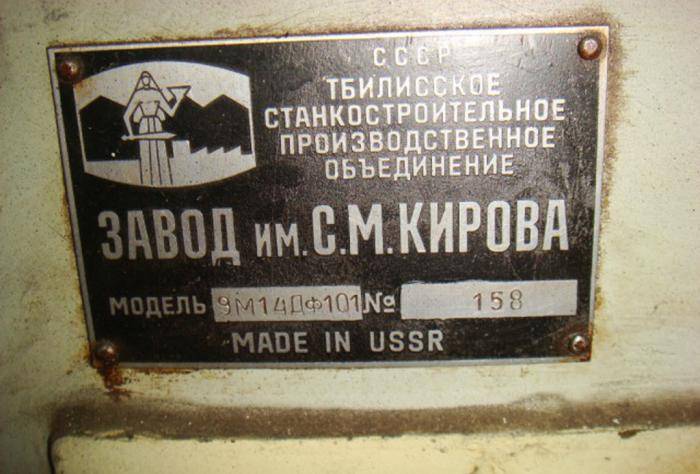 СССР
ТБИЛИССКОЕ
СТАНКОСТРОИТЕЛЬНОЕ
ПРОИЗВОДСТВЕННОЕ
ОБЪЕДИНЕНИЕ
ЗАВОД ИМ. С.М.КИРОВА
МОДЕЛЬ 9М14ДФ101 № 158
MADE IN USSR